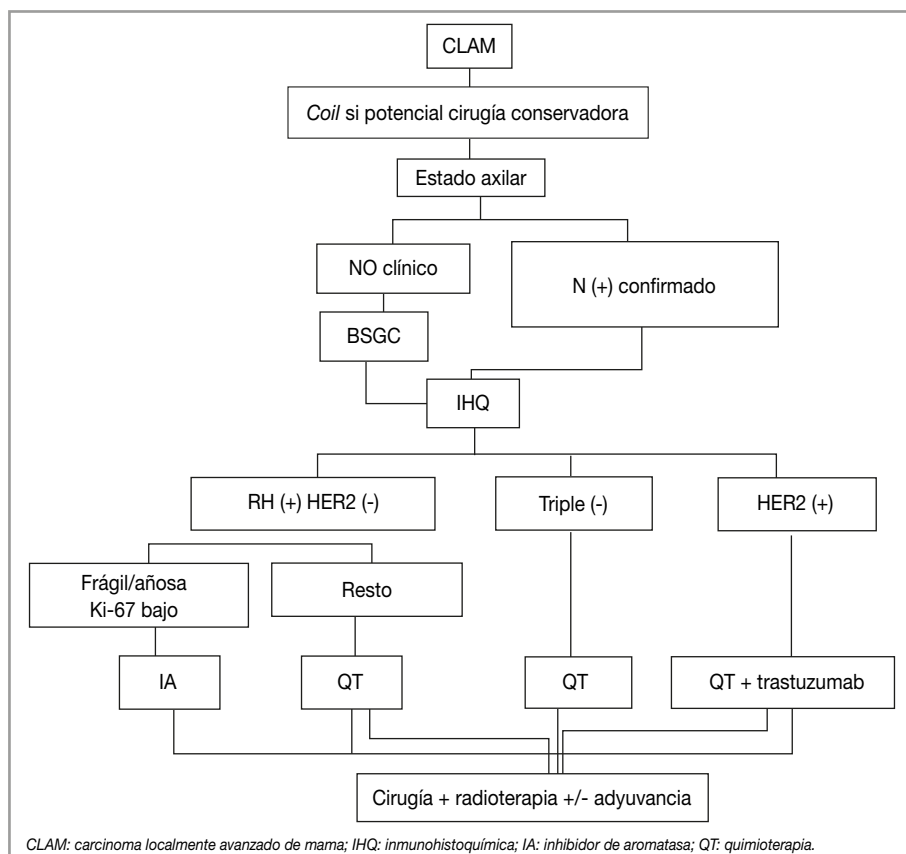 CLAM
Coil si potencial cirugía conservadora
Estado axilar
NO clínico
N (+) confirmado
BSGC
IHQ
RH (+) HER2 (-)
Triple (-)
HER2 (+)
Frágil/añosa
Ki-67 bajo
Resto
IA
QT
QT
QT + trastuzumab
Cirugía + radioterapia +/- adyuvancia
CLAM: carcinoma localmente avanzado de mama; IHQ: inmunohistoquímica; IA: inhibidor de aromatasa; QT: quimioterapia.